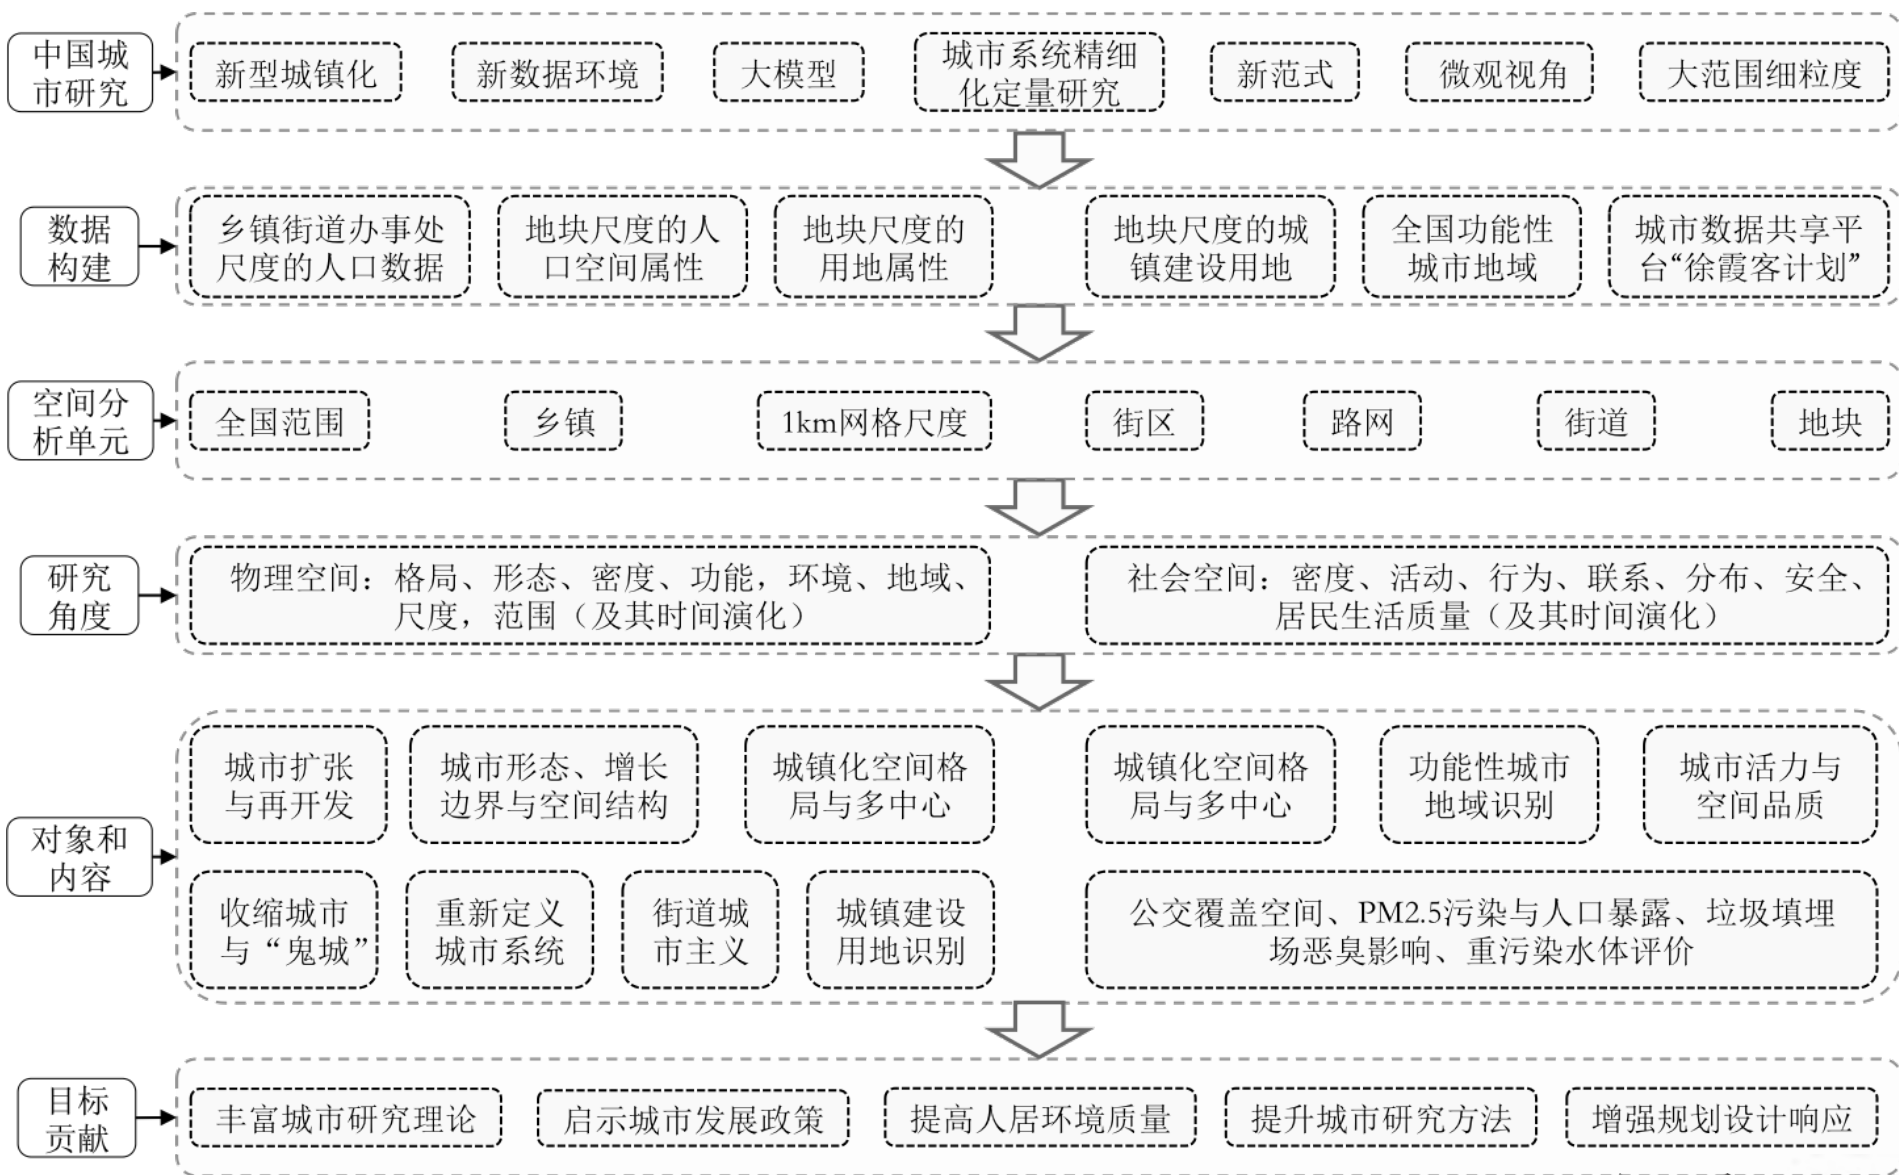 中国城
市研究
新型城镇化
新数据环境
大模型
城市系统精细
化定量研究
新范式
微观视角
大范围细粒度
数据
构建
乡镇街道办事处
尺度的人口数据
地块尺度的人
口空间属性
地块尺度的
用地属性
地块尺度的城
镇建设用地
全国功能性
城市地域
城市数据共享平
台“徐霞客计划”
空间分
析单元
全国范围
乡镇
1km网格尺度
街区
路网
街道
地块
研究
角度
物理空间：格局、形态、密度、功能，环境、地域、
尺度，范围（及其时间演化）
社会空间：密度、活动、行为、联系、分布、安全、
居民生活质量（及其时间演化）
对象和
内容
城市扩张
与再开发
城市形态、增长
边界与空间结构
城镇化空间格
局与多中心
城镇化空间格
局与多中心
功能性城市
地域识别
城市活力与
空间品质
收缩城市
与“鬼城”
重新定义
城市系统
街道城
市主义
城镇建设
用地识别
公交覆盖空间、PM2.5污染与人口暴露、垃圾填埋
场恶臭影响、重污染水体评价
目标
贡献
丰富城市研究理论
启示城市发展政策
提高人居环境质量
提升城市研究方法
增强规划设计响应